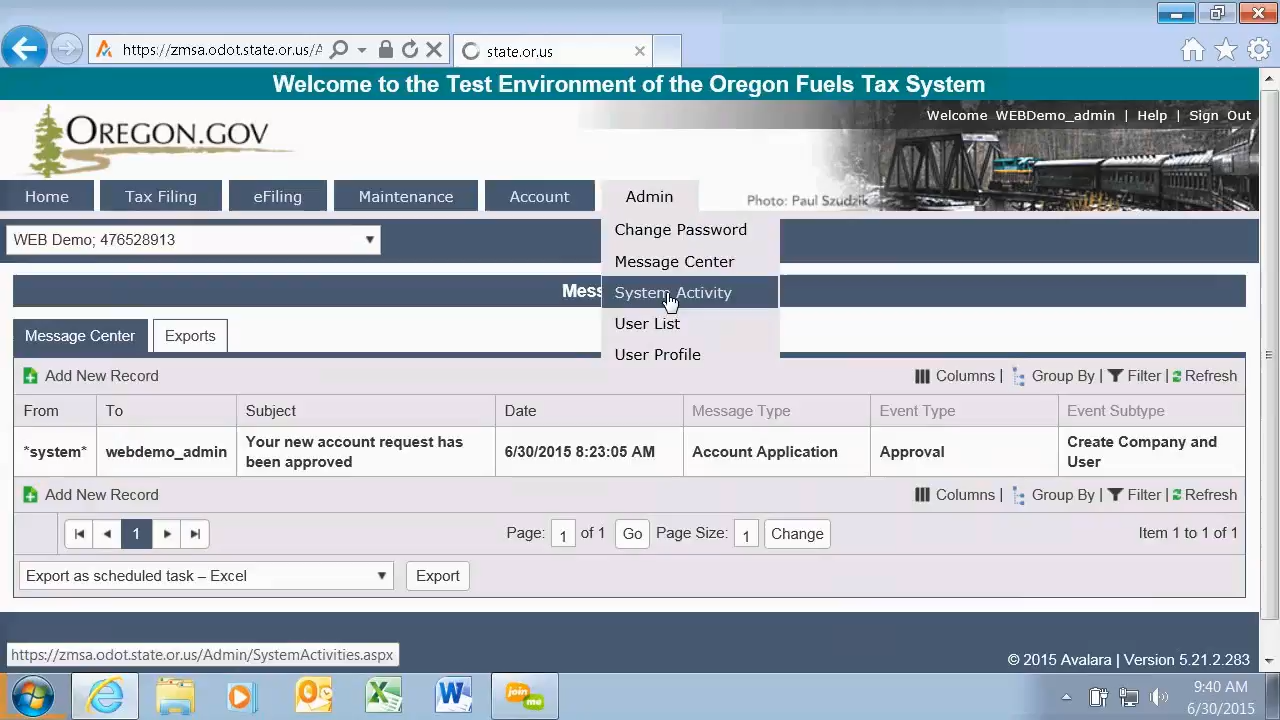 https://zmsa.odot.state.or.us/A
state.or.us
Welcome to the Test Environment of the Oregon Fuels Tax System
OREGON.GOV
Welcome WEBDemo_admin | Help | Sign Out
Home Tax Filing eFiling Maintenance Account Admin
Photo: Paul Szudzik
WEB Demo; 476528913
Change Password
Message Center
System Activity
User List
User Profile
Mess
Message Center Exports
Add New Record Columns | Group By | Filter | Refresh
From To Subject Date Message Type Event Type Event Subtype
*system* webdemo_admin Your new account request has been approved 6/30/2015 8:23:05 AM Account Application Approval Create Company and User
Add New Record Columns | Group By | Filter | Refresh
1 Page: 1 of 1 Go Page Size: 1 Change Item 1 to 1 of 1
Export as scheduled task – Excel Export
https://zmsa.odot.state.or.us/Admin/SystemActivities.aspx
© 2015 Avalara | Version 5.21.2.283
join me
9:40 AM
6/30/2015